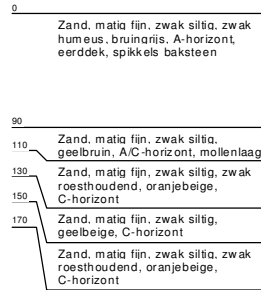 0
Zand, matig fijn, zwak siltig, zwak
humeus, bruingrijs, A-horizont,
eerddek, spikkels baksteen
90
Zand, matig fijn, zwak siltig,
geelbruin, A/C-horizont, mollenlaag
110
Zand, matig fijn, zwak siltig, zwak
roesthoudend, oranjebeige,
C-horizont
130
Zand, matig fijn, zwak siltig,
geelbeige, C-horizont
150
Zand, matig fijn, zwak siltig, zwak
roesthoudend, oranjebeige,
C-horizont
170